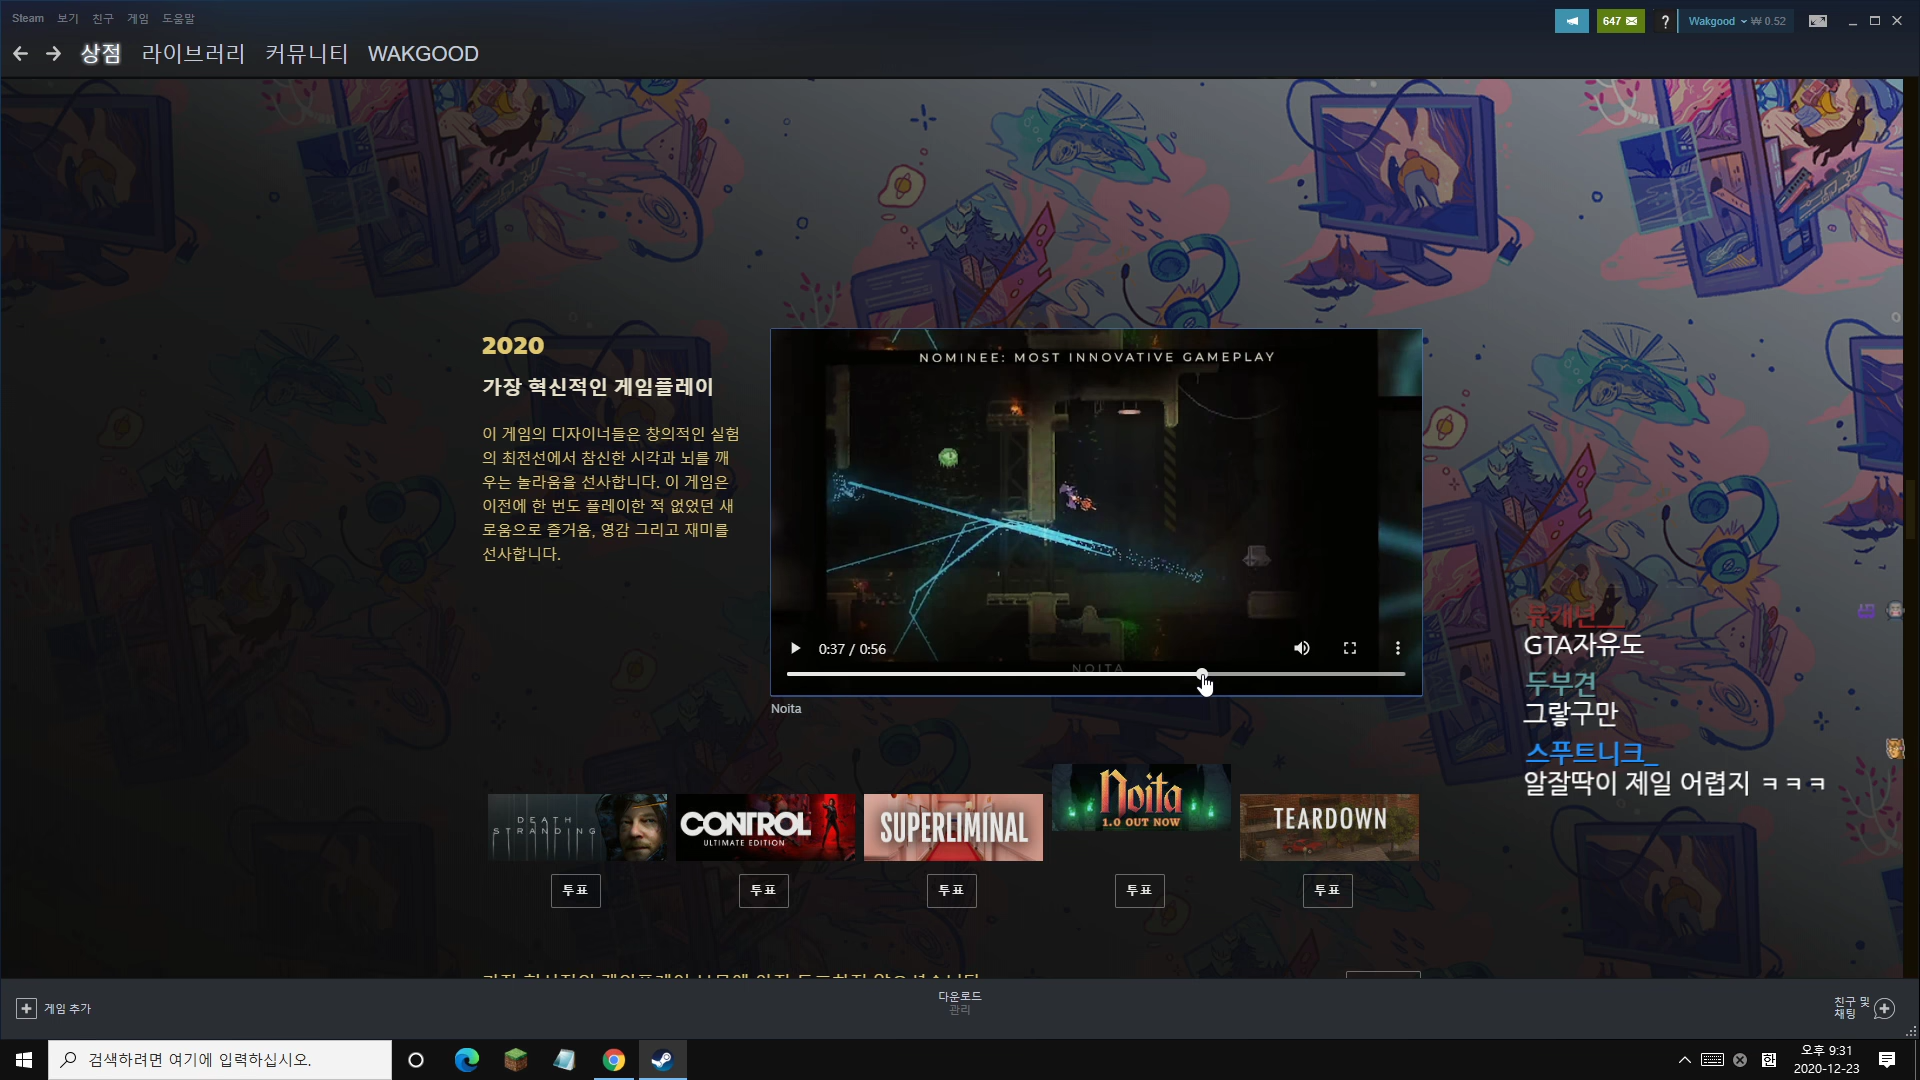 Steam 보기 친구 게임 도움말
647
?
Wakgood ₩ 0.52
상점 라이브러리 커뮤니티 WAKGOOD
2020
가장 혁신적인 게임플레이
이 게임의 디자이너들은 창의적인 실험
의 최전선에서 참신한 시각과 뇌를 깨
우는 놀라움을 선사합니다. 이 게임은
이전에 한 번도 플레이한 적 없었던 새
로움으로 즐거움, 영감 그리고 재미를
선사합니다.
NOMINEE: MOST INNOVATIVE GAMEPLAY
0:37 / 0:56
NOITA
Noita
뮤캐넌__
GTA자유도
두부견
그랗구만
스푸트니크_
알잘딱이 제일 어렵지 ㅋㅋㅋ
DEATH
STRANDING
CONTROL
ULTIMATE EDITION
SUPERLIMINAL
Noita
1.0 OUT NOW
TEARDOWN
투표
투표
투표
투표
투표
게임 추가
다운로드
관리
친구 및
채팅
검색하려면 여기에 입력하십시오.
한
오후 9:31
2020-12-23